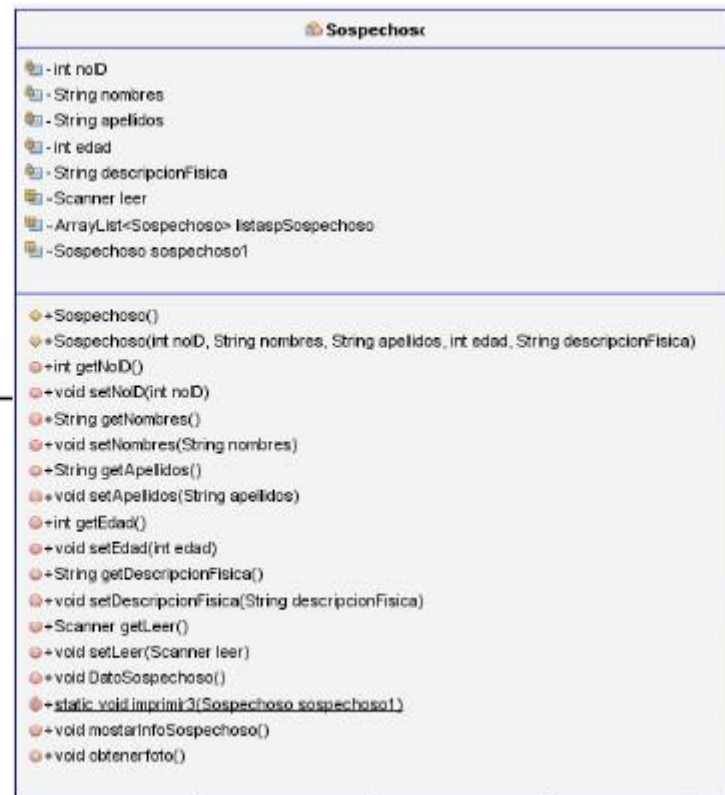 Sospechoso
- int noID
- String nombres
- String apellidos
- int edad
- String descripcionFisica
- Scanner leer
- ArrayList<Sospechoso> listaspSospechoso
- Sospechoso sospechoso1
+ Sospechoso()
+ Sospechoso(int noID, String nombres, String apellidos, int edad, String descripcionFisica)
+ int getNoID()
+ void setNoID(int noID)
+ String getNombres()
+ void setNombres(String nombres)
+ String getApellidos()
+ void setApellidos(String apellidos)
+ int getEdad()
+ void setEdad(int edad)
+ String getDescripcionFisica()
+ void setDescripcionFisica(String descripcionFisica)
+ Scanner getLeer()
+ void setLeer(Scanner leer)
+ void DatoSospechoso()
+ static void imprimir3(Sospechoso sospechoso1)
+ void mostarInfoSospechoso()
+ void obtenerfoto()